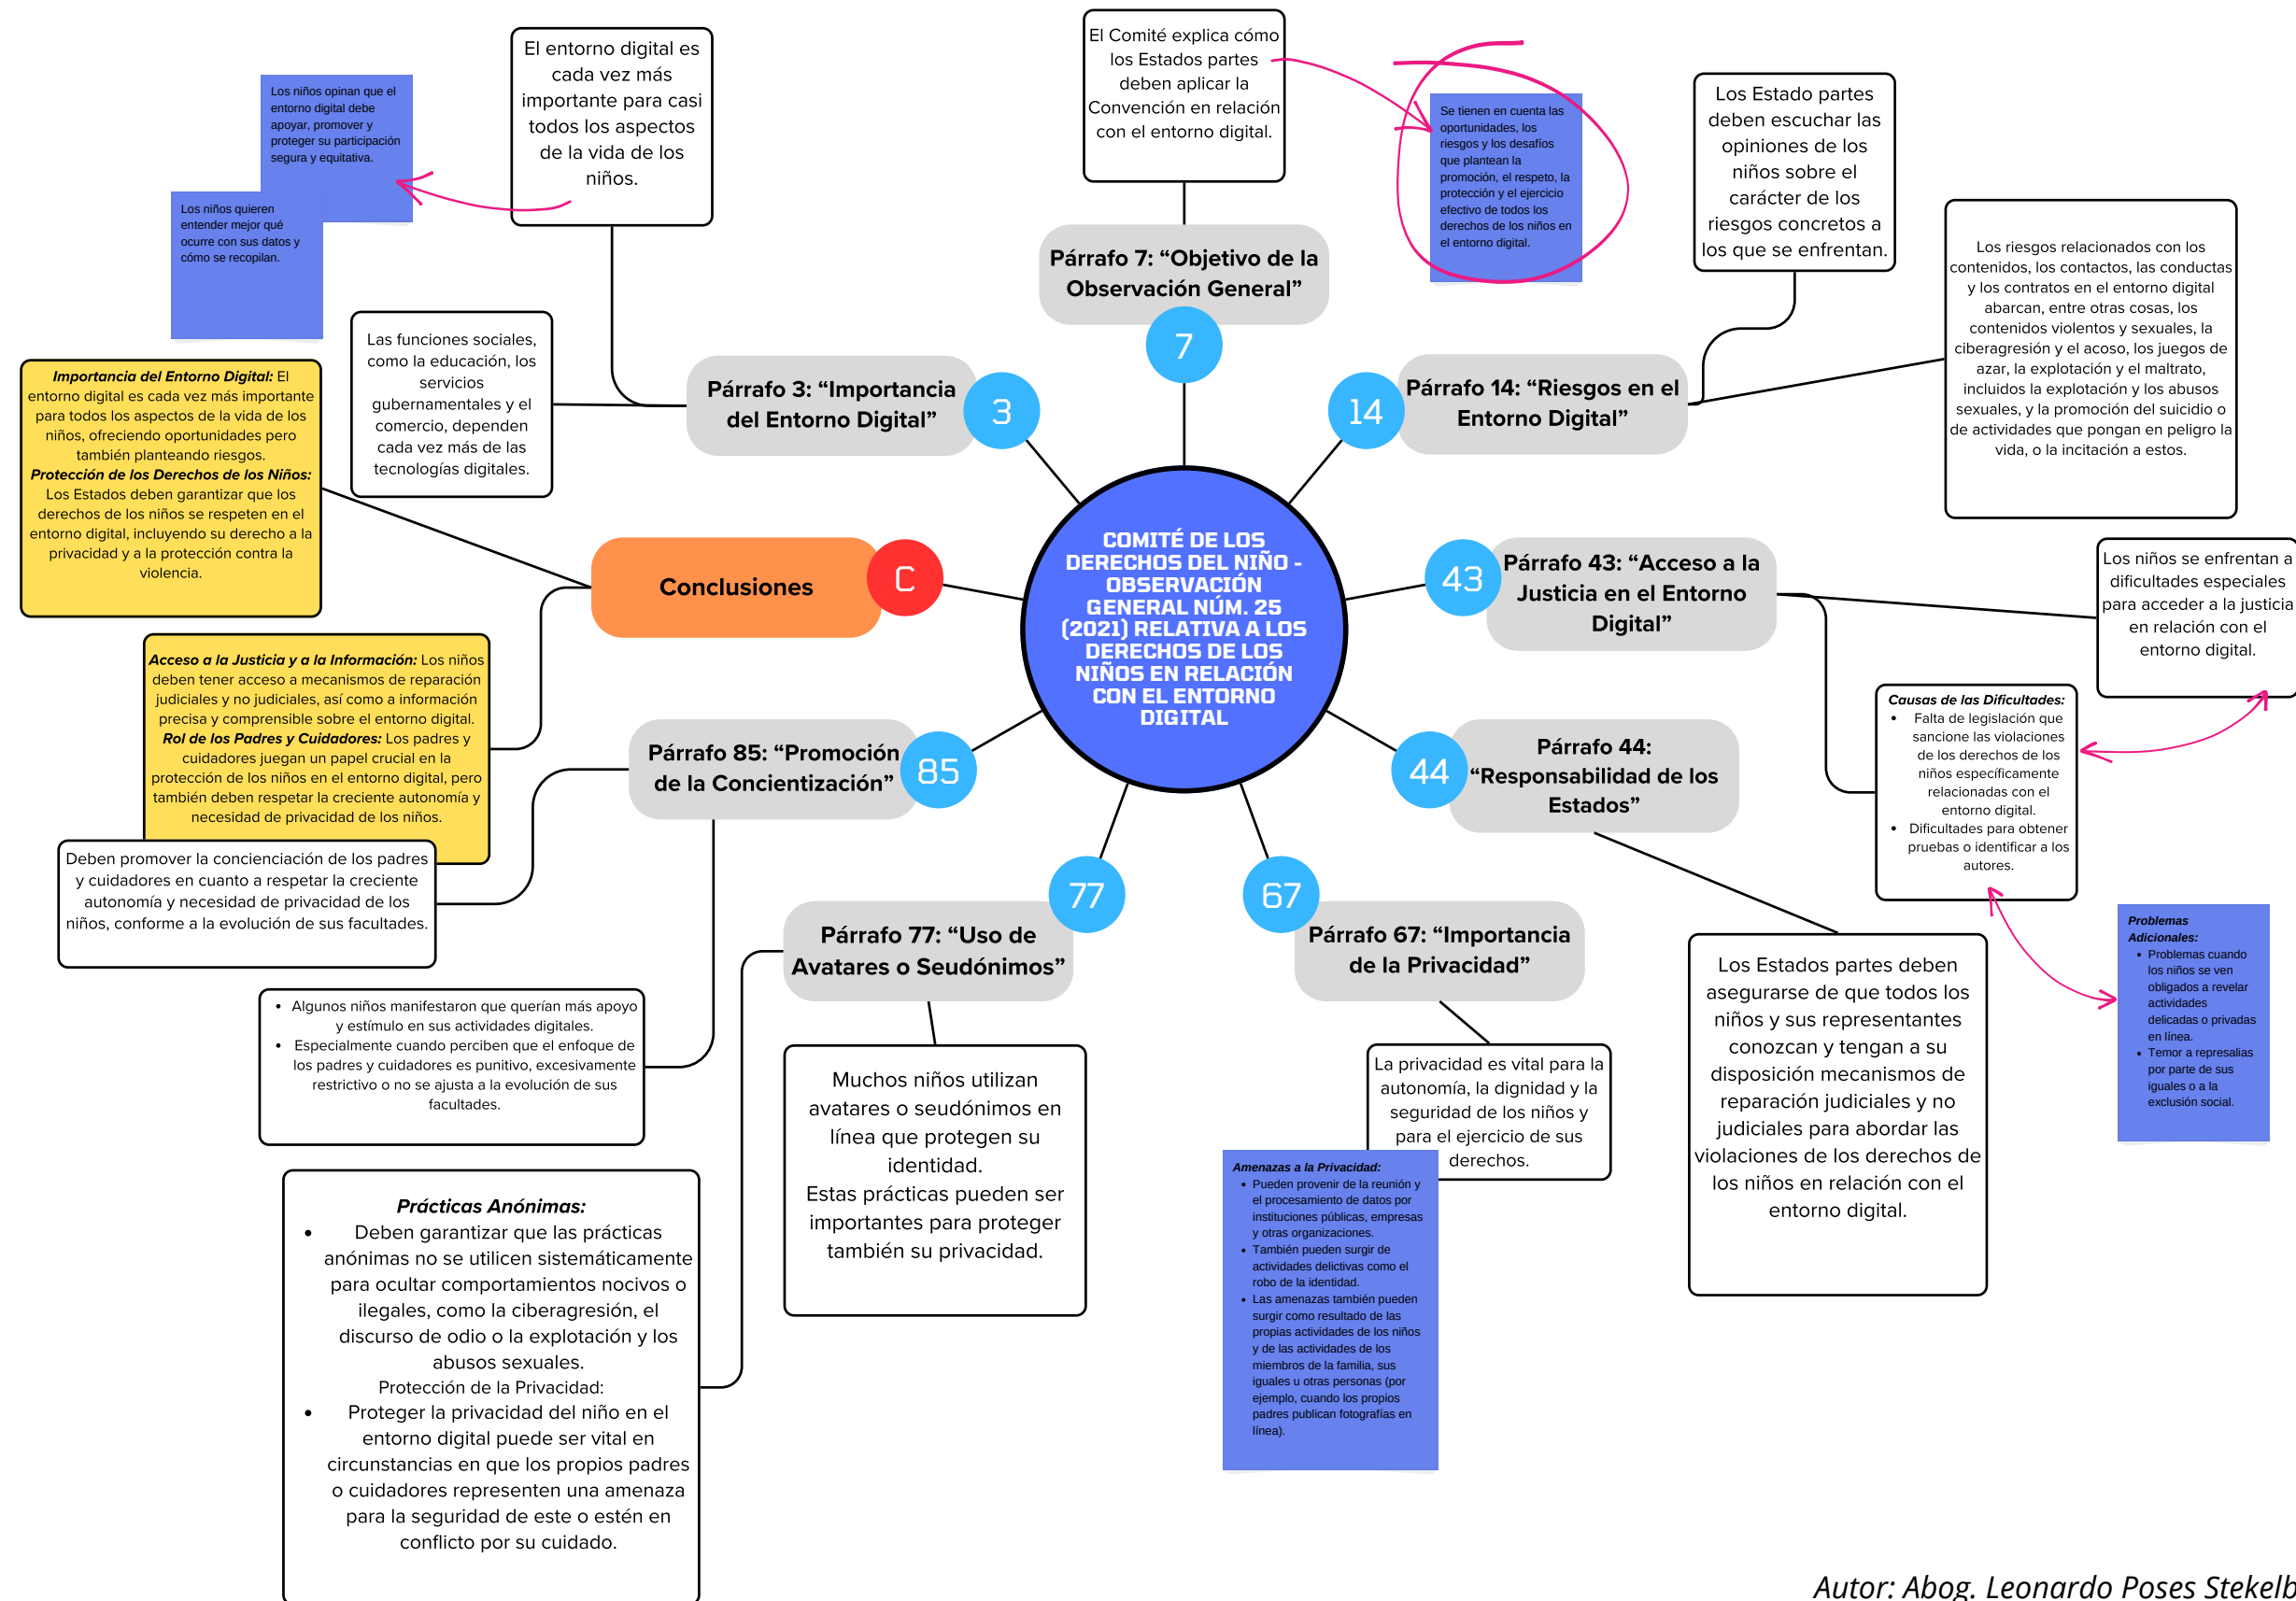 COMITÉ DE LOS
DERECHOS DEL NIÑO -
OBSERVACIÓN
GENERAL NÚM. 25
(2021) RELATIVA A LOS
DERECHOS DE LOS
NIÑOS EN RELACIÓN
CON EL ENTORNO
DIGITAL
3
Párrafo 3: “Importancia
del Entorno Digital”
El entorno digital es
cada vez más
importante para casi
todos los aspectos
de la vida de los
niños.
Los niños opinan que el
entorno digital debe
apoyar, promover y
proteger su participación
segura y equitativa.
Los niños quieren
entender mejor qué
ocurre con sus datos y
cómo se recopilan.
Las funciones sociales,
como la educación, los
servicios
gubernamentales y el
comercio, dependen
cada vez más de las
tecnologías digitales.
7
Párrafo 7: “Objetivo de la
Observación General”
El Comité explica cómo
los Estados partes
deben aplicar la
Convención en relación
con el entorno digital.
Se tienen en cuenta las
oportunidades, los
riesgos y los desafíos
que plantean la
promoción, el respeto, la
protección y el ejercicio
efectivo de todos los
derechos de los niños en
el entorno digital.
14
Párrafo 14: “Riesgos en el
Entorno Digital”
Los Estado partes
deben escuchar las
opiniones de los
niños sobre el
carácter de los
riesgos concretos a
los que se enfrentan.
Los riesgos relacionados con los
contenidos, los contactos, las conductas
y los contratos en el entorno digital
abarcan, entre otras cosas, los
contenidos violentos y sexuales, la
ciberagresión y el acoso, los juegos de
azar, la explotación y el maltrato,
incluidos la explotación y los abusos
sexuales, y la promoción del suicidio o
de actividades que pongan en peligro la
vida, o la incitación a estos.
43
Párrafo 43: “Acceso a la
Justicia en el Entorno
Digital”
Los niños se enfrentan a
dificultades especiales
para acceder a la justicia
en relación con el
entorno digital.
Causas de las Dificultades:
• Falta de legislación que
sancione las violaciones
de los derechos de los
niños específicamente
relacionadas con el
entorno digital.
• Dificultades para obtener
pruebas o identificar a los
autores.
Problemas
Adicionales:
• Problemas cuando
los niños se ven
obligados a revelar
actividades
delicadas o privadas
en línea.
• Temor a represalias
por parte de sus
iguales o a la
exclusión social.
44
Párrafo 44:
“Responsabilidad de los
Estados”
Los Estados partes deben
asegurarse de que todos los
niños y sus representantes
conozcan y tengan a su
disposición mecanismos de
reparación judiciales y no
judiciales para abordar las
violaciones de los derechos de
los niños en relación con el
entorno digital.
67
Párrafo 67: “Importancia
de la Privacidad”
La privacidad es vital para la
autonomía, la dignidad y la
seguridad de los niños y
para el ejercicio de sus
derechos.
Amenazas a la Privacidad:
• Pueden provenir de la reunión y
el procesamiento de datos por
instituciones públicas, empresas
y otras organizaciones.
• También pueden surgir de
actividades delictivas como el
robo de la identidad.
• Las amenazas también pueden
surgir como resultado de las
propias actividades de los niños
y de las actividades de los
miembros de la familia, sus
iguales u otras personas (por
ejemplo, cuando los propios
padres publican fotografías en
línea).
77
Párrafo 77: “Uso de
Avatares o Seudónimos”
Muchos niños utilizan
avatares o seudónimos en
línea que protegen su
identidad.
Estas prácticas pueden ser
importantes para proteger
también su privacidad.
Prácticas Anónimas:
• Deben garantizar que las prácticas
anónimas no se utilicen sistemáticamente
para ocultar comportamientos nocivos o
ilegales, como la ciberagresión, el
discurso de odio o la explotación y los
abusos sexuales.
Protección de la Privacidad:
• Proteger la privacidad del niño en el
entorno digital puede ser vital en
circunstancias en que los propios padres
o cuidadores representen una amenaza
para la seguridad de este o estén en
conflicto por su cuidado.
85
Párrafo 85: “Promoción
de la Concientización”
Deben promover la concienciación de los padres
y cuidadores en cuanto a respetar la creciente
autonomía y necesidad de privacidad de los
niños, conforme a la evolución de sus facultades.
• Algunos niños manifestaron que querían más apoyo
y estímulo en sus actividades digitales.
• Especialmente cuando perciben que el enfoque de
los padres y cuidadores es punitivo, excesivamente
restrictivo o no se ajusta a la evolución de sus
facultades.
C
Conclusiones
Importancia del Entorno Digital: El
entorno digital es cada vez más importante
para todos los aspectos de la vida de los
niños, ofreciendo oportunidades pero
también planteando riesgos.
Protección de los Derechos de los Niños:
Los Estados deben garantizar que los
derechos de los niños se respeten en el
entorno digital, incluyendo su derecho a la
privacidad y a la protección contra la
violencia.
Acceso a la Justicia y a la Información: Los niños
deben tener acceso a mecanismos de reparación
judiciales y no judiciales, así como a información
precisa y comprensible sobre el entorno digital.
Rol de los Padres y Cuidadores: Los padres y
cuidadores juegan un papel crucial en la
protección de los niños en el entorno digital, pero
también deben respetar la creciente autonomía y
necesidad de privacidad de los niños.
Autor: Abog. Leonardo Poses Stekelb